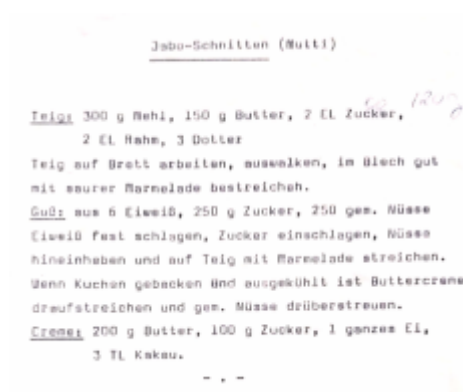 Jabo-Schnitten (Mutti)
Teig: 300 g Mehl, 150 g Butter, 2 EL Zucker, 120 g
2 EL Rahm, 3 Dotter
Teig auf Brett arbeiten, auswalken, im Blech gut
mit saurer Marmelade bestreichen.
Guß: aus 6 Eiweiß, 250 g Zucker, 250 gem. Nüsse
Eiweiß fest schlagen, Zucker einschlagen, Nüsse
hineinheben und auf Teig mit Marmelade streichen.
Wenn Kuchen gebacken und ausgekühlt ist Buttercreme
draufstreichen und gem. Nüsse drüberstreuen.
Creme: 200 g Butter, 100 g Zucker, 1 ganzes Ei,
3 TL Kakau.
- . -